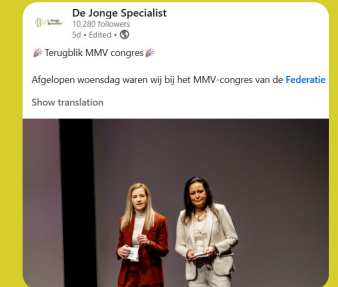 De Jonge Specialist
10,280 followers
5d • Edited •
🎉 Terugblik MMV congres 🎉
Afgelopen woensdag waren wij bij het MMV-congres van de Federatie
Show translation